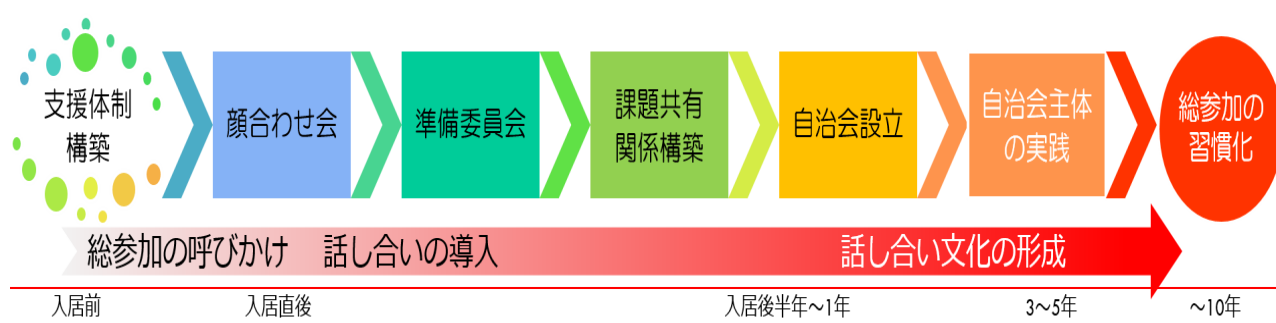 支援体制
構築
顔合わせ会
準備委員会
課題共有
関係構築
自治会設立
自治会主体
の実践
総参加の
習慣化
総参加の呼びかけ 話し合いの導入 話し合い文化の形成
入居前 入居直後 入居後半年～1年 3～5年 ～10年